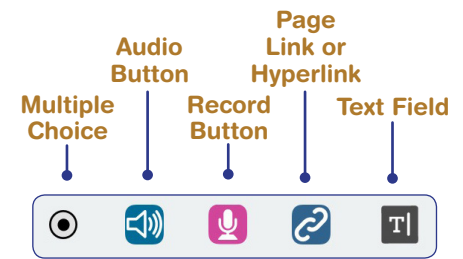 Multiple
Choice
Audio
Button
Record
Button
Page
Link or
Hyperlink
Text Field
T